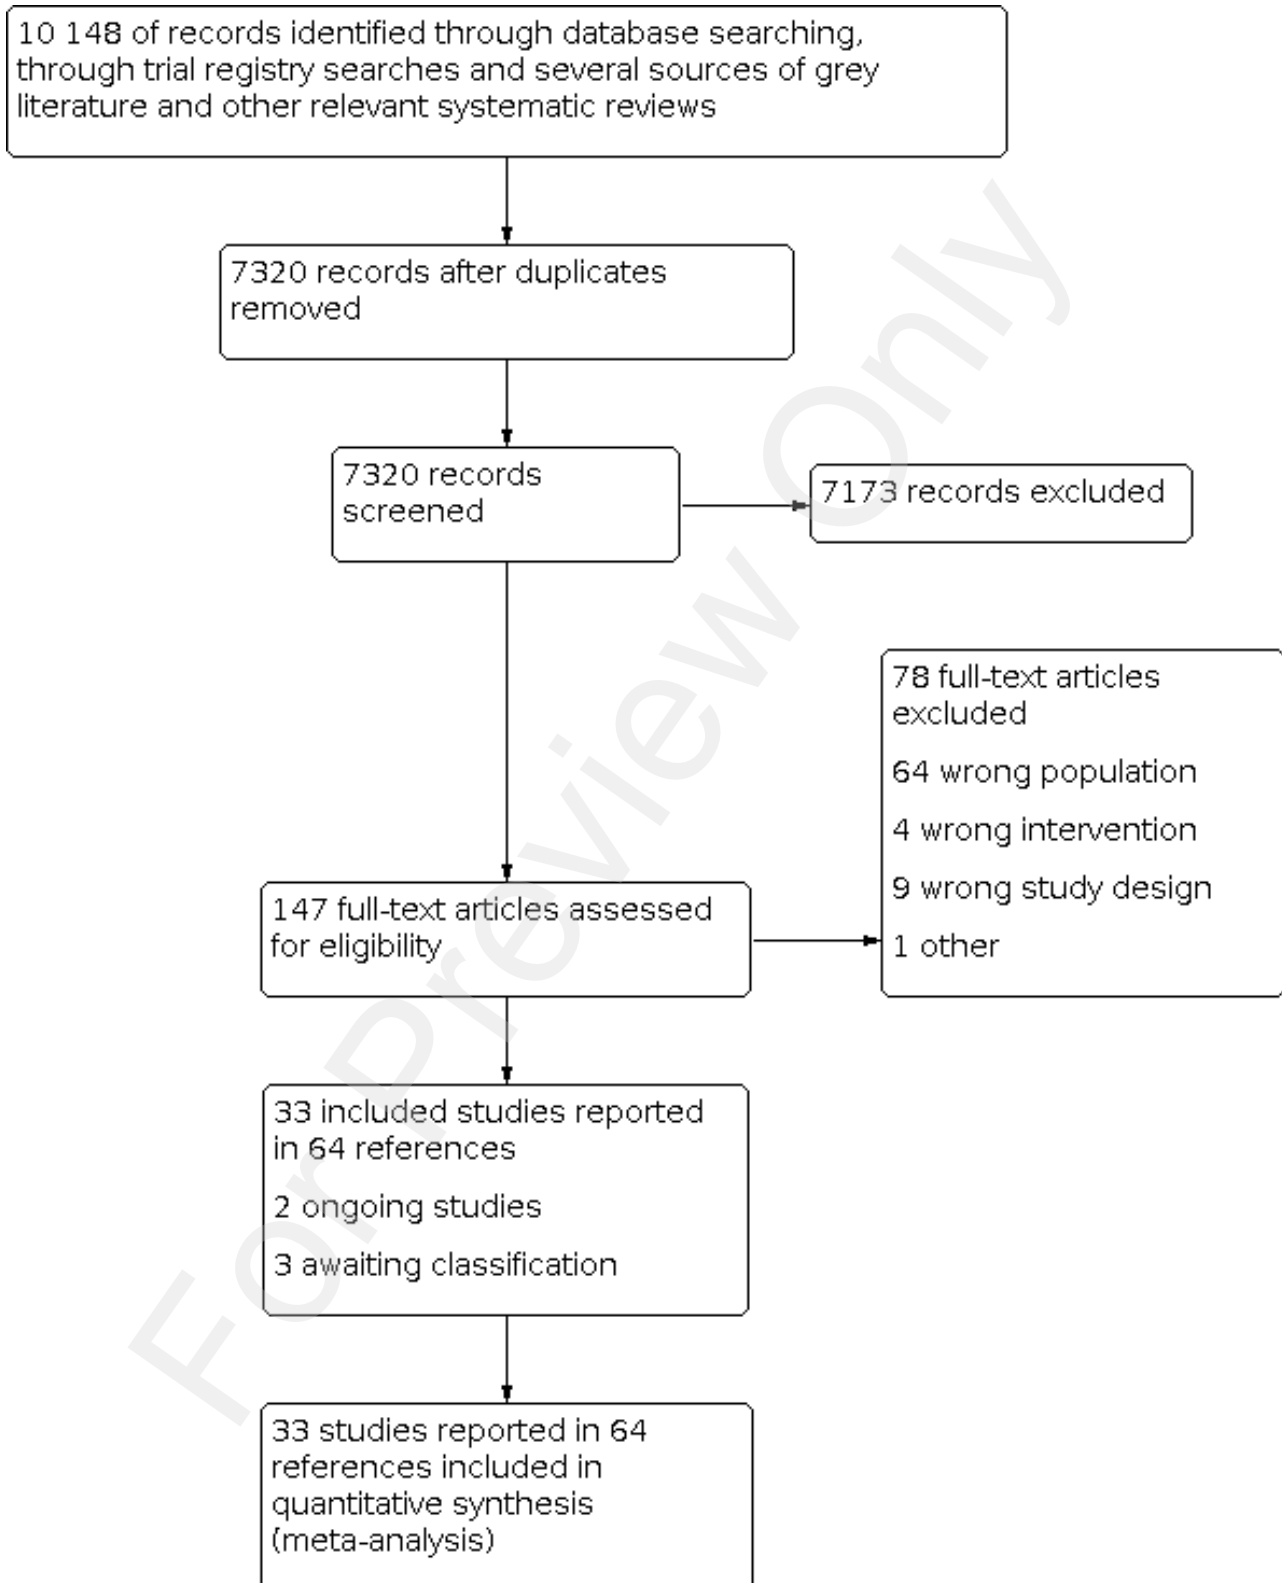 10 148 of records identified through database searching,
through trial registry searches and several sources of grey
literature and other relevant systematic reviews
7320 records after duplicates
removed
7320 records
screened
7173 records excluded
78 full-text articles
excluded
64 wrong population
4 wrong intervention
9 wrong study design
1 other
147 full-text articles assessed
for eligibility
33 included studies reported
in 64 references
2 ongoing studies
3 awaiting classification
33 studies reported in 64
references included in
quantitative synthesis
(meta-analysis)
For Preview Only